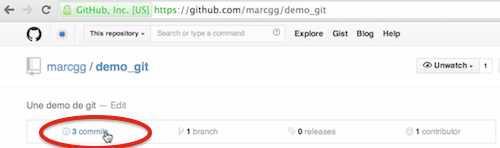 GitHub, Inc. [US] https://github.com/marcgg/demo_git
This repository Search or type a command Explore Gist Blog Help
marcgg / demo_git Unwatch 1
Une demo de git — Edit
3 commits 1 branch 0 releases 1 contributor